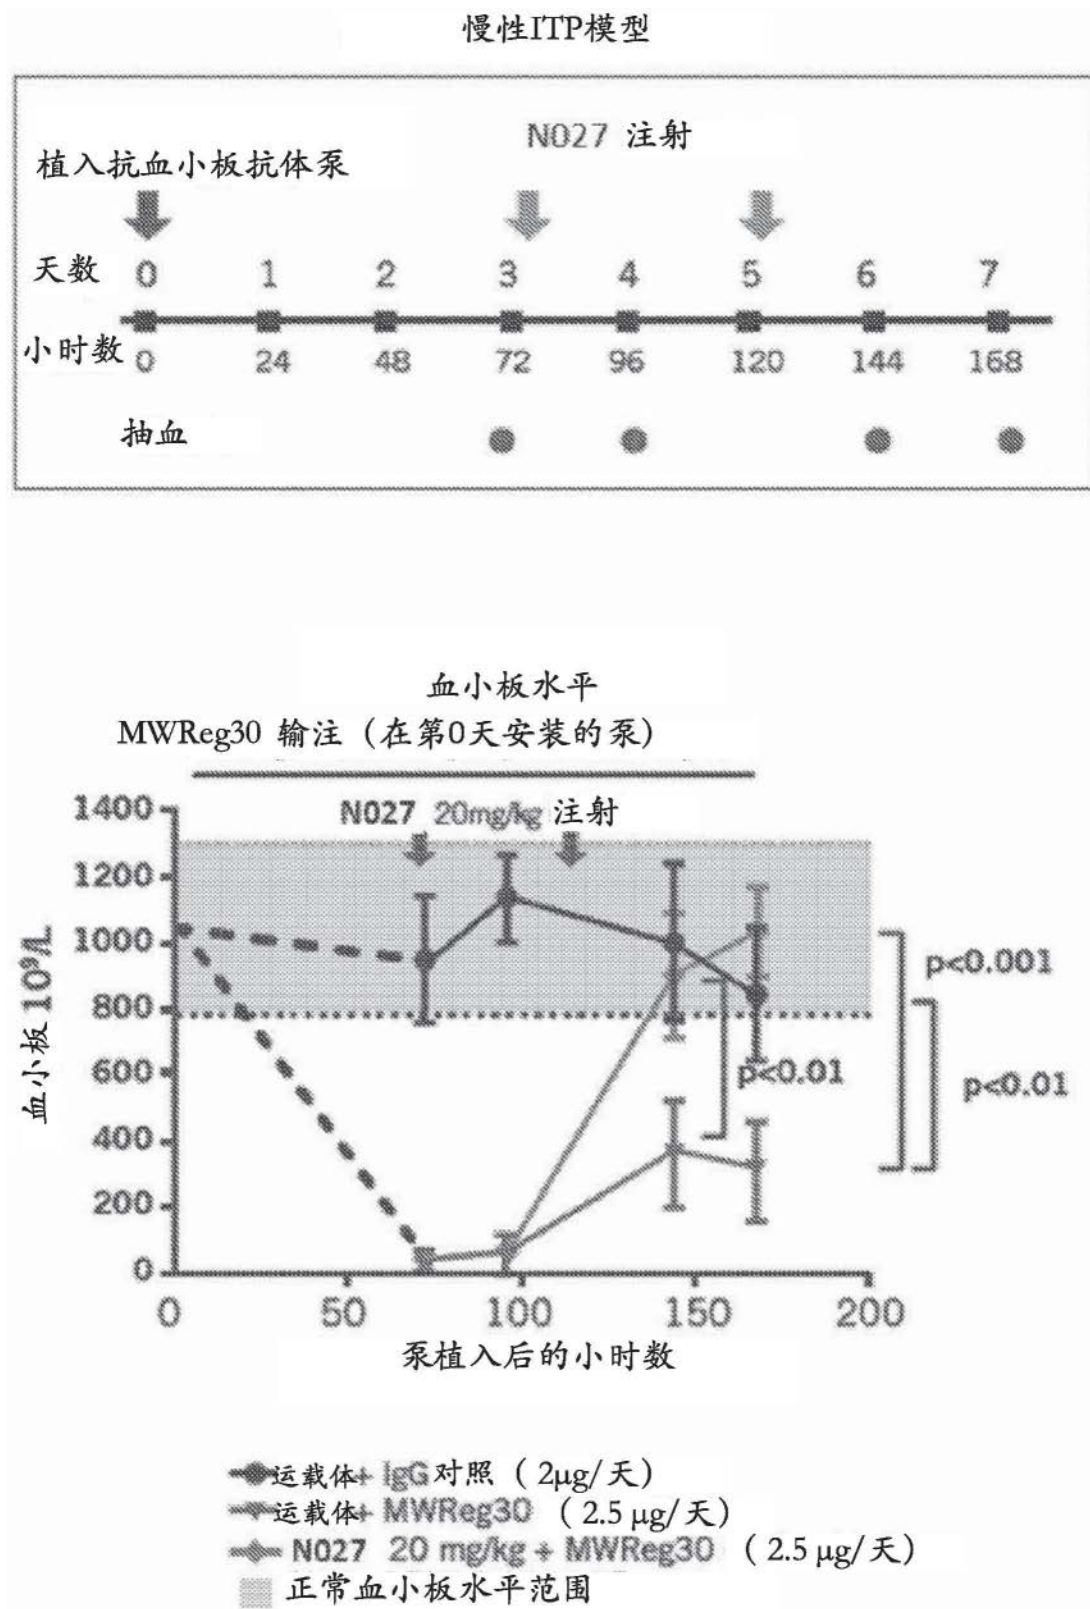 慢性ITP模型
N027 注射
植入抗血小板抗体泵
天数 0 1 2 3 4 5 6 7
小时数 0 24 48 72 96 120 144 168
抽血
血小板水平
MWReg30 输注（在第0天安装的泵）
N027 20mg/kg 注射
1400
1200
1000
800
600
400
200
0
血小板 10⁹/L
p<0.001
p<0.01
p<0.01
0 50 100 150 200
泵植入后的小时数
运载体+ IgG 对照（2μg/天）
运载体+ MWReg30 （2.5 μg/天）
N027 20 mg/kg + MWReg30 （2.5 μg/天）
正常血小板水平范围